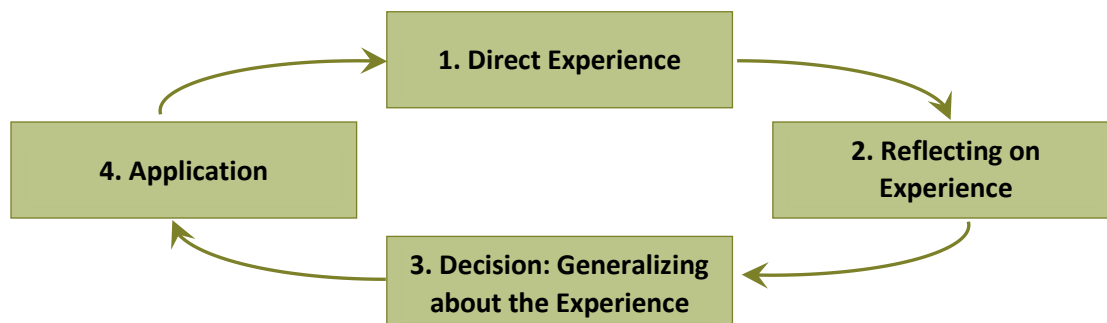 1. Direct Experience
2. Reflecting on
Experience
3. Decision: Generalizing
about the Experience
4. Application